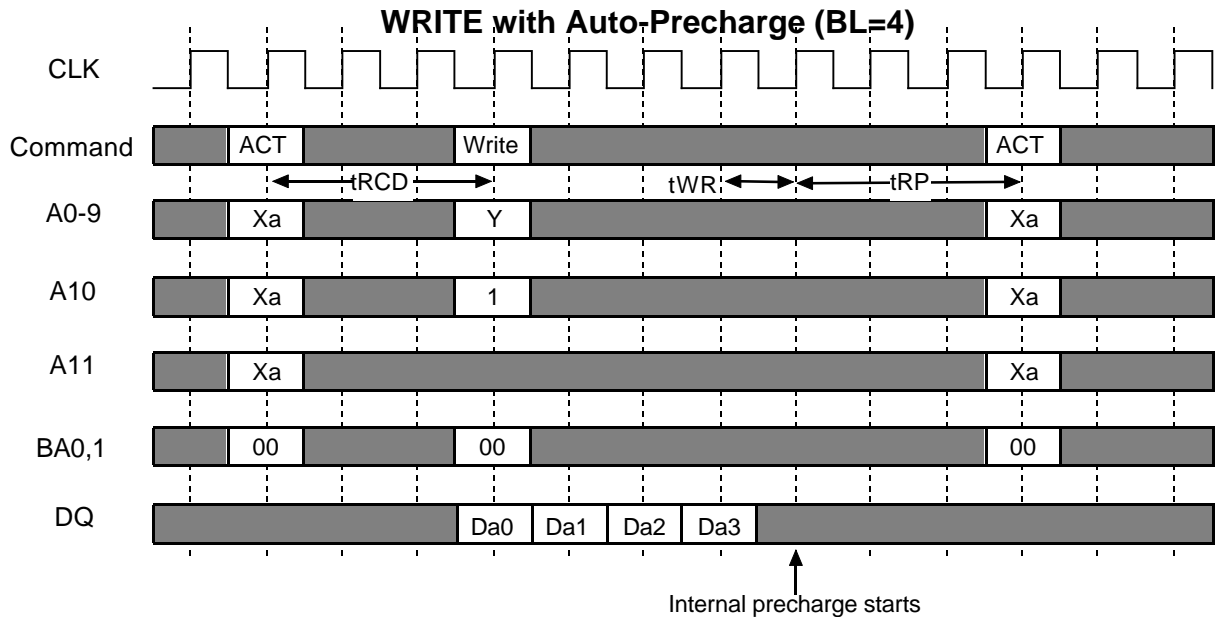 WRITE with Auto-Precharge (BL=4)
CLK
Command ACT Write ACT
tRCD tWR tRP
A0-9 Xa Y Xa
A10 Xa 1 Xa
A11 Xa Xa
BA0,1 00 00 00
DQ Da0 Da1 Da2 Da3
Internal precharge starts